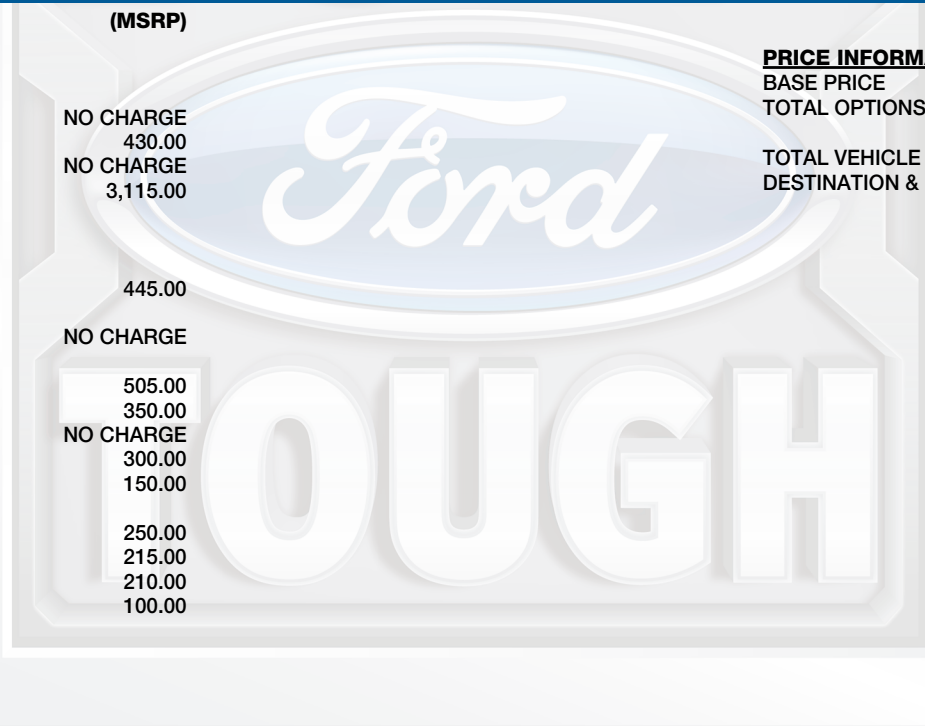 (MSRP)
NO CHARGE
430.00
NO CHARGE
3,115.00
445.00
NO CHARGE
505.00
350.00
NO CHARGE
300.00
150.00
250.00
215.00
210.00
100.00
PRICE INFORMA
BASE PRICE
TOTAL OPTIONS
TOTAL VEHICLE
DESTINATION &
Ford
TOUGH